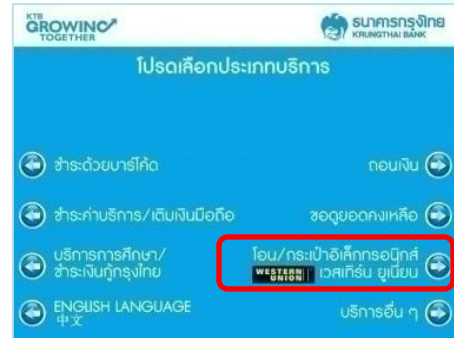 KTB
GROWING
TOGETHER
ธนาคารกรุงไทย
KRUNGTHAI BANK
โปรดเลือกประเภทบริการ
ชำระด้วยบาร์โค้ด
ถอนเงิน
ชำระค่าบริการ/เติมเงินมือถือ
ขอดูยอดคงเหลือ
บริการการศึกษา/
ชำระเงินกู้กรุงไทย
โอน/กระเป๋าอิเล็กทรอนิกส์
WESTERN UNION เวสเทิร์น ยูเนี่ยน
ENGLISH LANGUAGE
中文
บริการอื่น ๆ